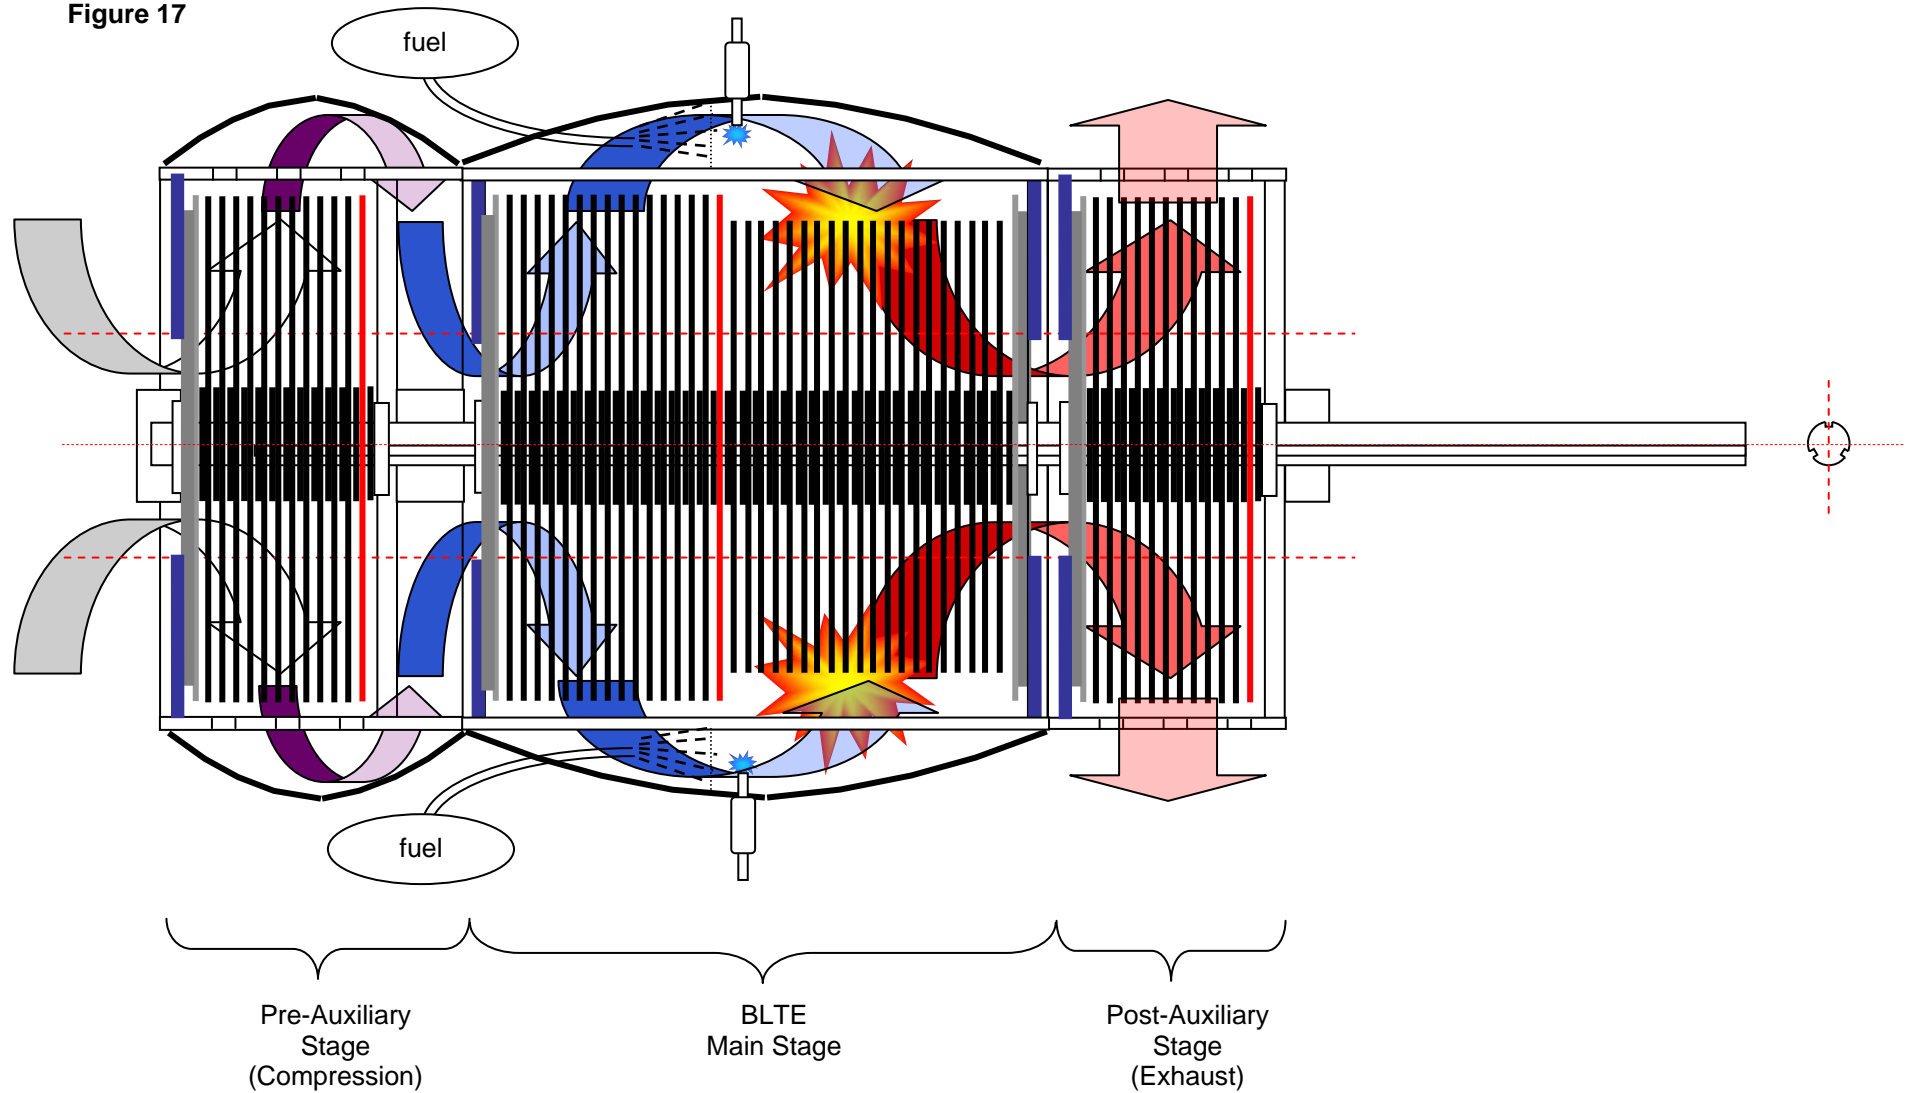 Figure 17
fuel
fuel
Pre-Auxiliary
Stage
(Compression)
BLTE
Main Stage
Post-Auxiliary
Stage
(Exhaust)